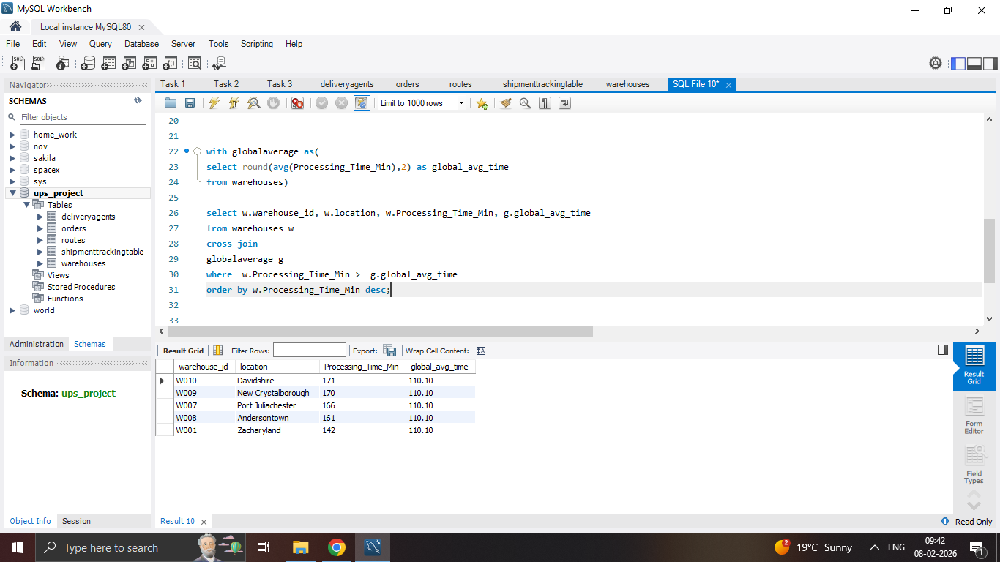 MySQL Workbench
Local instance MySQL80
File Edit View Query Database Server Tools Scripting Help
Navigator
SCHEMAS
Filter objects
home_work
nov
sakila
spacex
sys
ups_project
Tables
deliveryagents
orders
routes
shipmenttrackingtable
warehouses
Views
Stored Procedures
Functions
world
Administration Schemas
Information
Schema: ups_project
Object Info Session
Task 1 Task 2 Task 3 deliveryagents orders routes shipmenttrackingtable warehouses SQL File 10*
Limit to 1000 rows
20
21
22 with globalaverage as(
23 select round(avg(Processing_Time_Min),2) as global_avg_time
24 from warehouses)
25
26 select w.warehouse_id, w.location, w.Processing_Time_Min, g.global_avg_time
27 from warehouses w
28 cross join
29 globalaverage g
30 where  w.Processing_Time_Min >  g.global_avg_time
31 order by w.Processing_Time_Min desc;
32
33
Result Grid Filter Rows: Export: Wrap Cell Content:
warehouse_id location Processing_Time_Min global_avg_time
W010 Davidshire 171 110.10
W009 New Crystalborough 170 110.10
W007 Port Juliachester 166 110.10
W008 Andersontown 161 110.10
W001 Zacharyland 142 110.10
Result
Grid
Form
Editor
Field
Types
Result 10
Read Only
Type here to search
2
19°C Sunny
ENG
09:42
08-02-2026
1